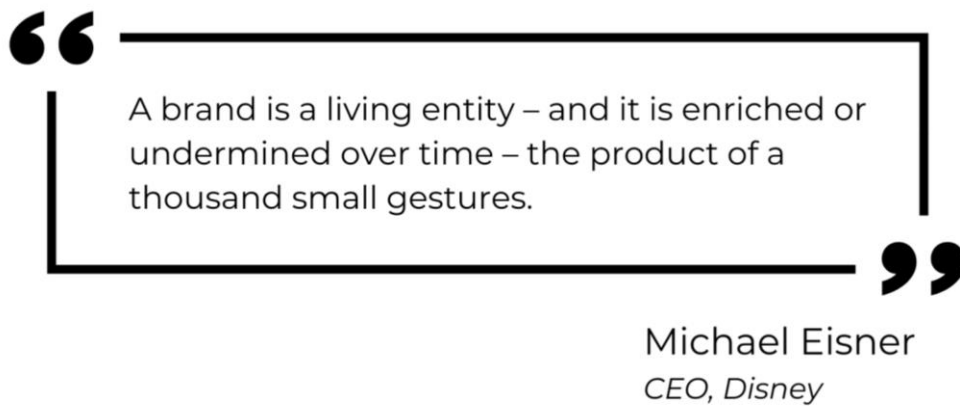 “
A brand is a living entity – and it is enriched or
undermined over time – the product of a
thousand small gestures.
”
Michael Eisner
CEO, Disney